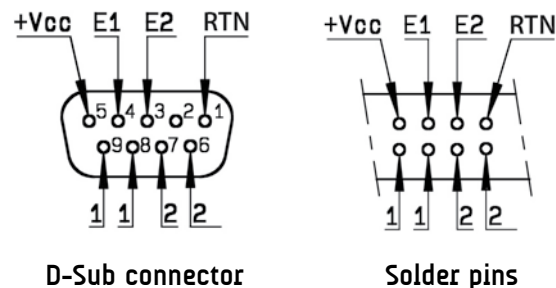 +Vcc E1 E2 RTN +Vcc E1 E2 RTN
5 4 3 2 1
9 8 7 6
1 1 2 2 1 1 2 2
D-Sub connector Solder pins